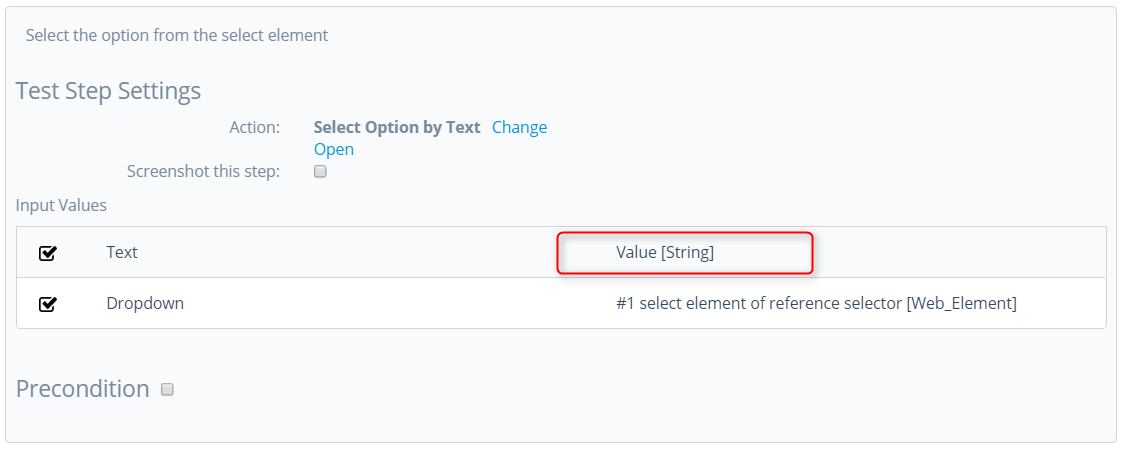 Select the option from the select element
Test Step Settings
Action: Select Option by Text Change
Open
Screenshot this step:
Input Values
Text Value [String]
Dropdown #1 select element of reference selector [Web_Element]
Precondition